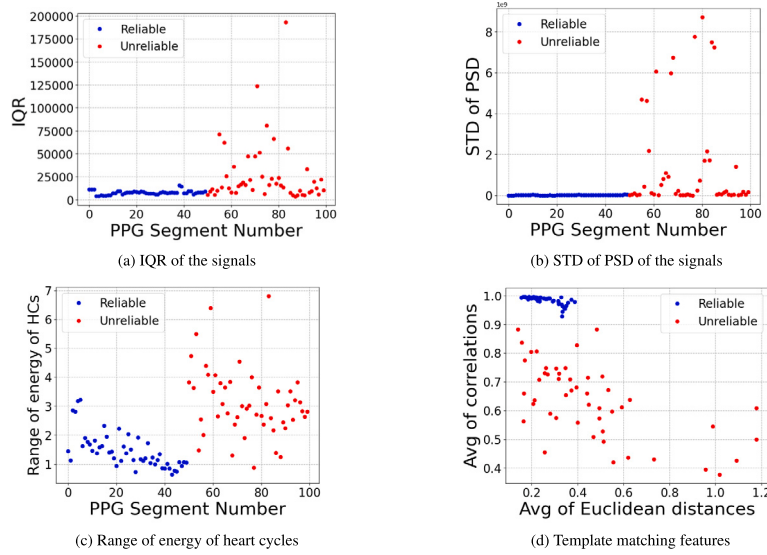 200000
175000
150000
125000
100000
75000
50000
25000
0
IQR
Reliable
Unreliable
0 20 40 60 80 100
PPG Segment Number
(a) IQR of the signals
1e9
8
6
4
2
0
STD of PSD
Reliable
Unreliable
0 20 40 60 80 100
PPG Segment Number
(b) STD of PSD of the signals
7
6
5
4
3
2
1
Range of energy of HCs
Reliable
Unreliable
0 20 40 60 80 100
PPG Segment Number
(c) Range of energy of heart cycles
1.0
0.9
0.8
0.7
0.6
0.5
0.4
Avg of correlations
Reliable
Unreliable
0.2 0.4 0.6 0.8 1.0 1.2
Avg of Euclidean distances
(d) Template matching features